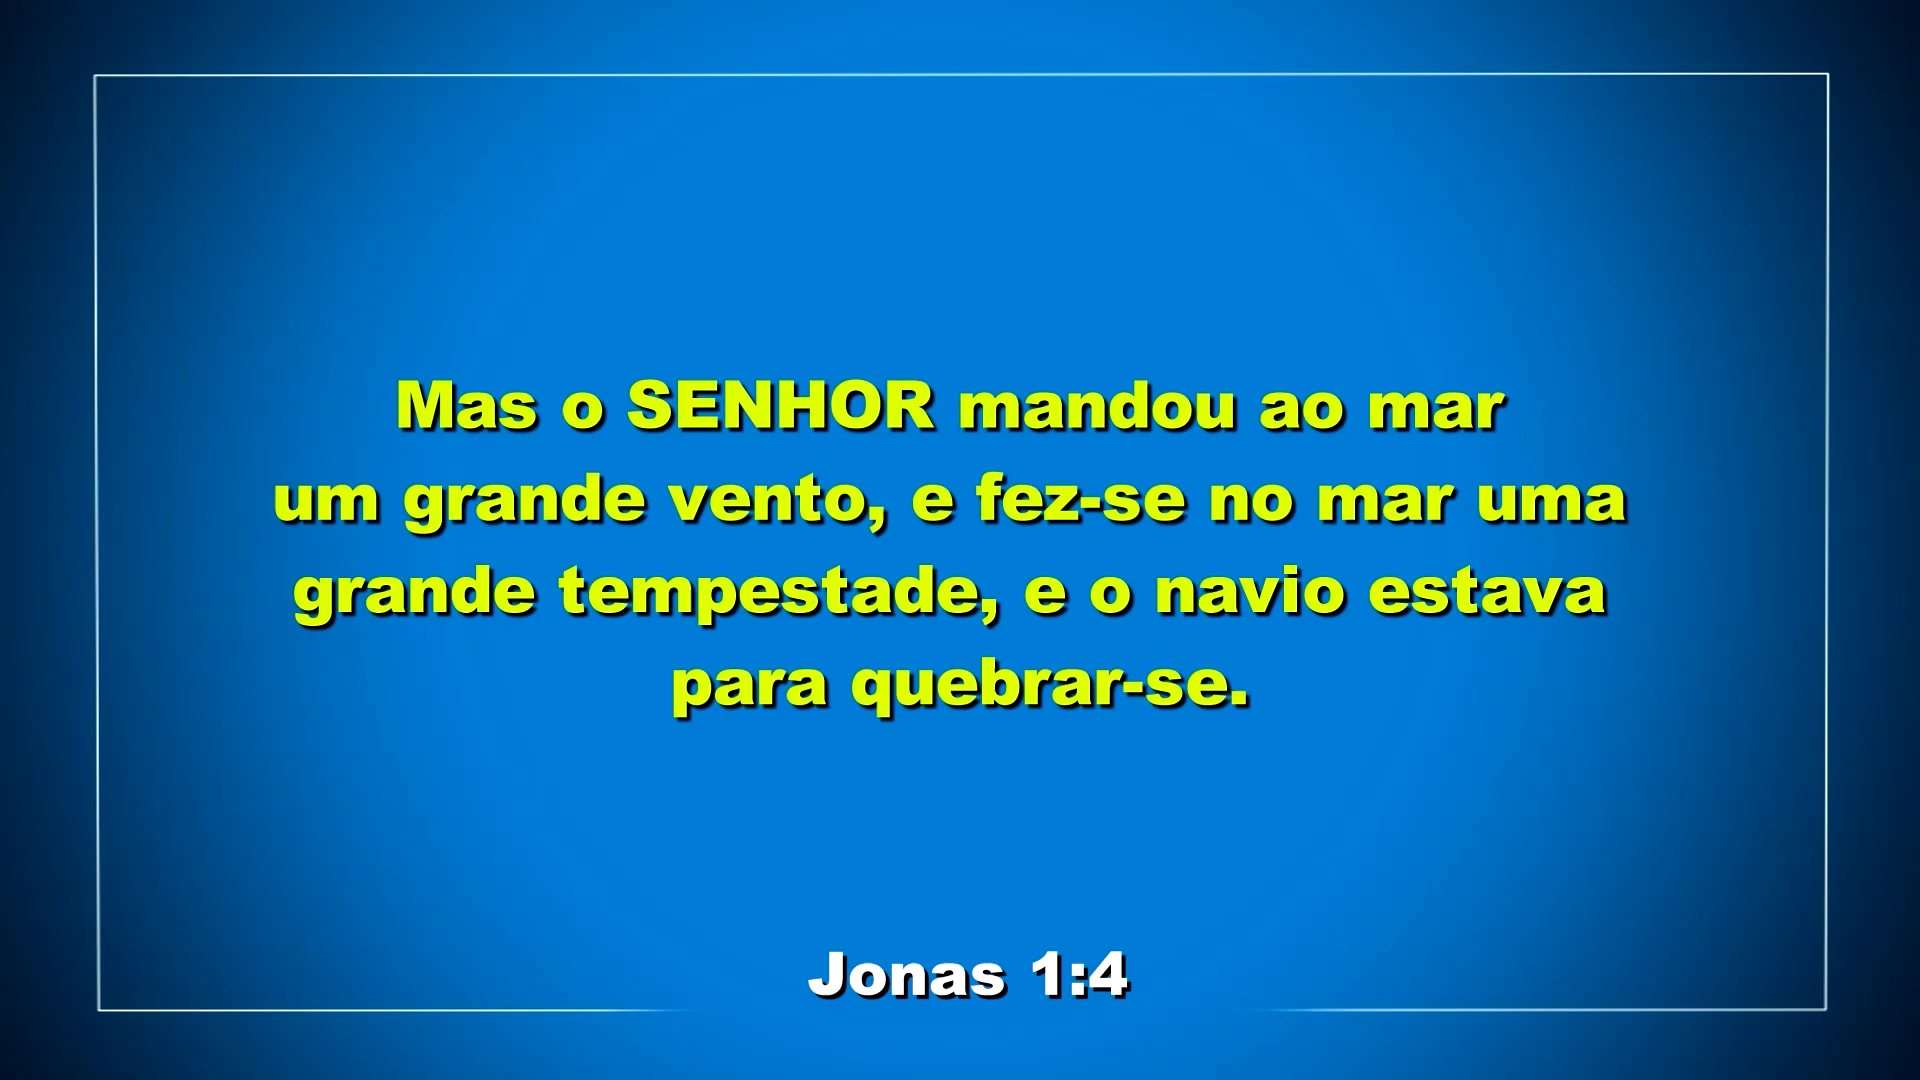 Mas o SENHOR mandou ao mar
um grande vento, e fez-se no mar uma
grande tempestade, e o navio estava
para quebrar-se.
Jonas 1:4